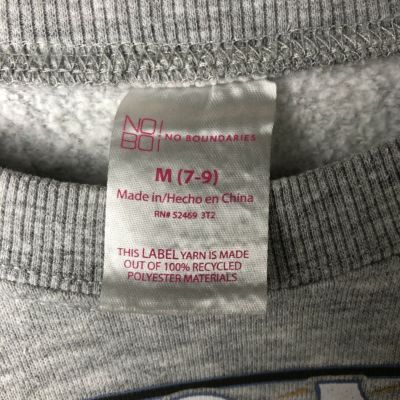 NO!
BO! NO BOUNDARIES
M (7-9)
Made in/Hecho en China
RN# 52469 3T2
THIS LABEL YARN IS MADE
OUT OF 100% RECYCLED
POLYESTER MATERIALS